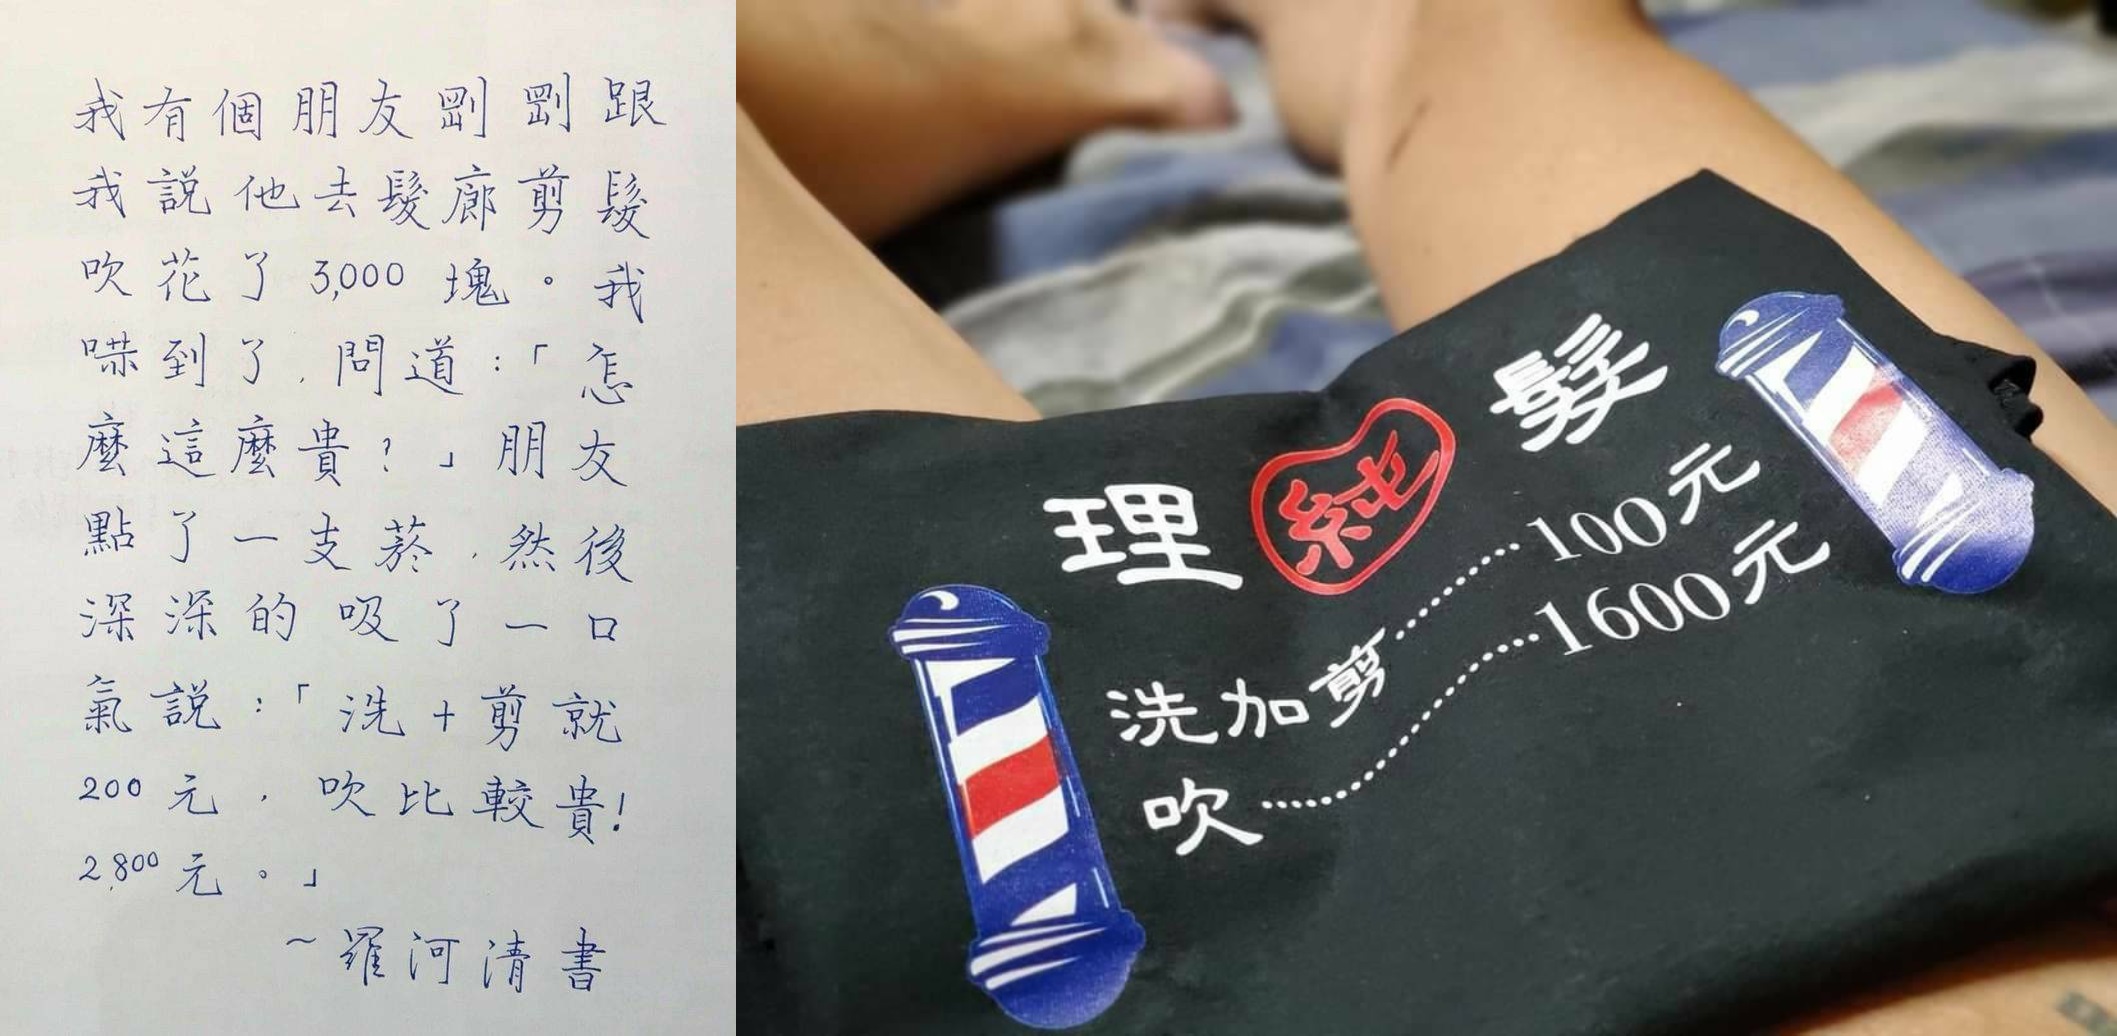 我有個朋友剛剛跟
我說他去髮廊剪髮
吹花了3,000塊。我
嚇到了,問道:「怎
麼這麼貴?」朋友
點了一支菸,然後
深深的吸了一口
氣說:「洗+剪就
200元,吹比較貴!
2,800元。」
~羅河清書
理純髮
洗加剪……100元
吹……1600元